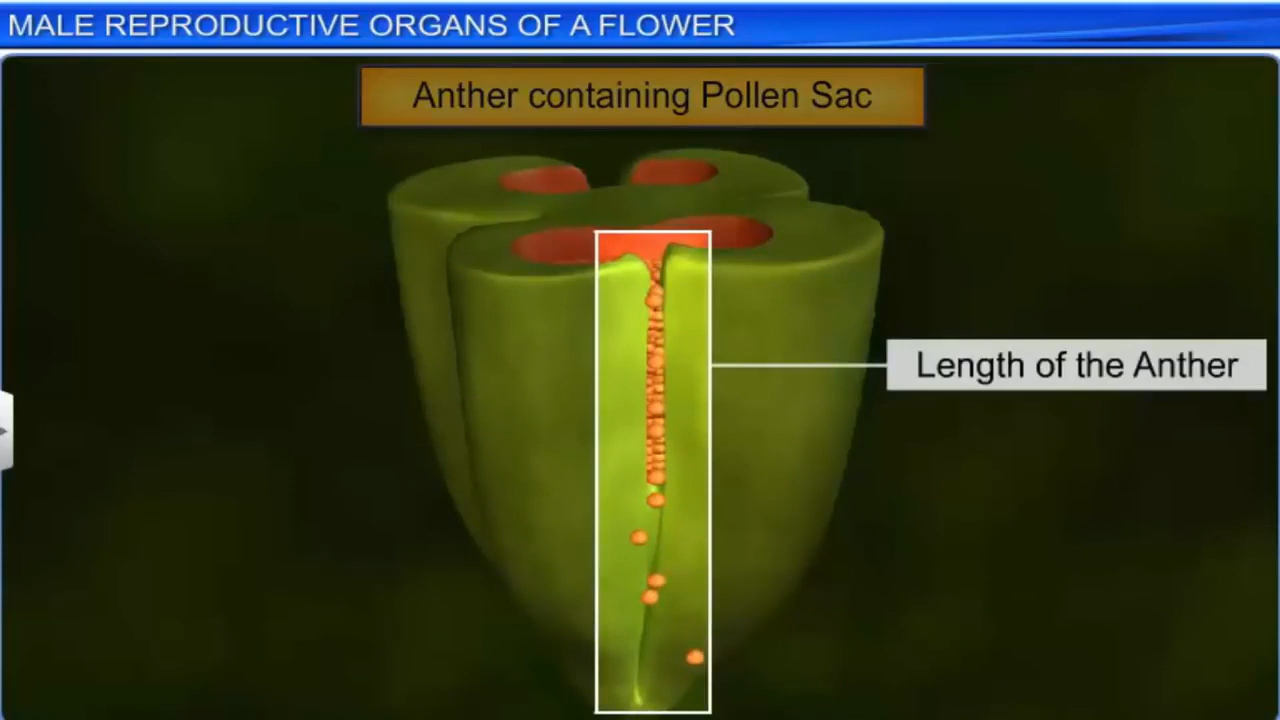 MALE REPRODUCTIVE ORGANS OF A FLOWER
Anther containing Pollen Sac
Length of the Anther